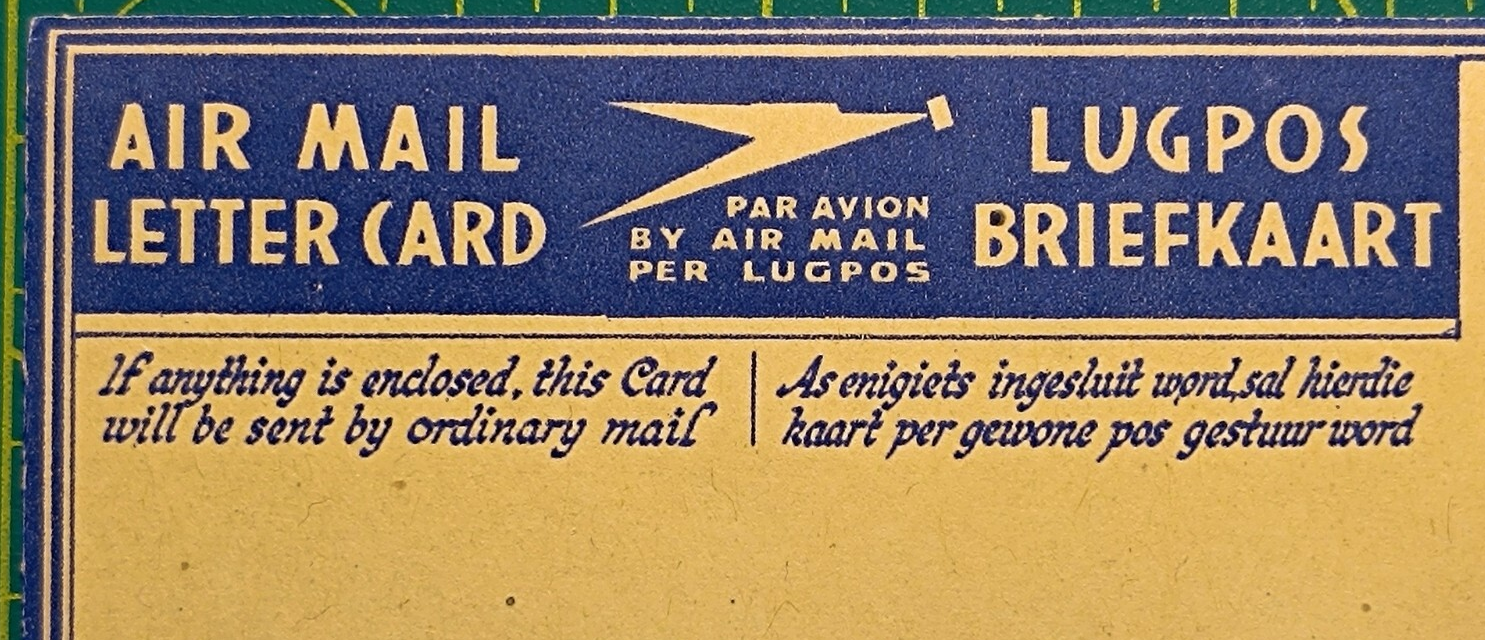 AIR MAIL
LETTER CARD
PAR AVION
BY AIR MAIL
PER LUGPOS
LUGPOS
BRIEFKAART
If anything is enclosed, this Card
will be sent by ordinary mail
As enigiets ingesluit word, sal hierdie
kaart per gewone pos gestuur word